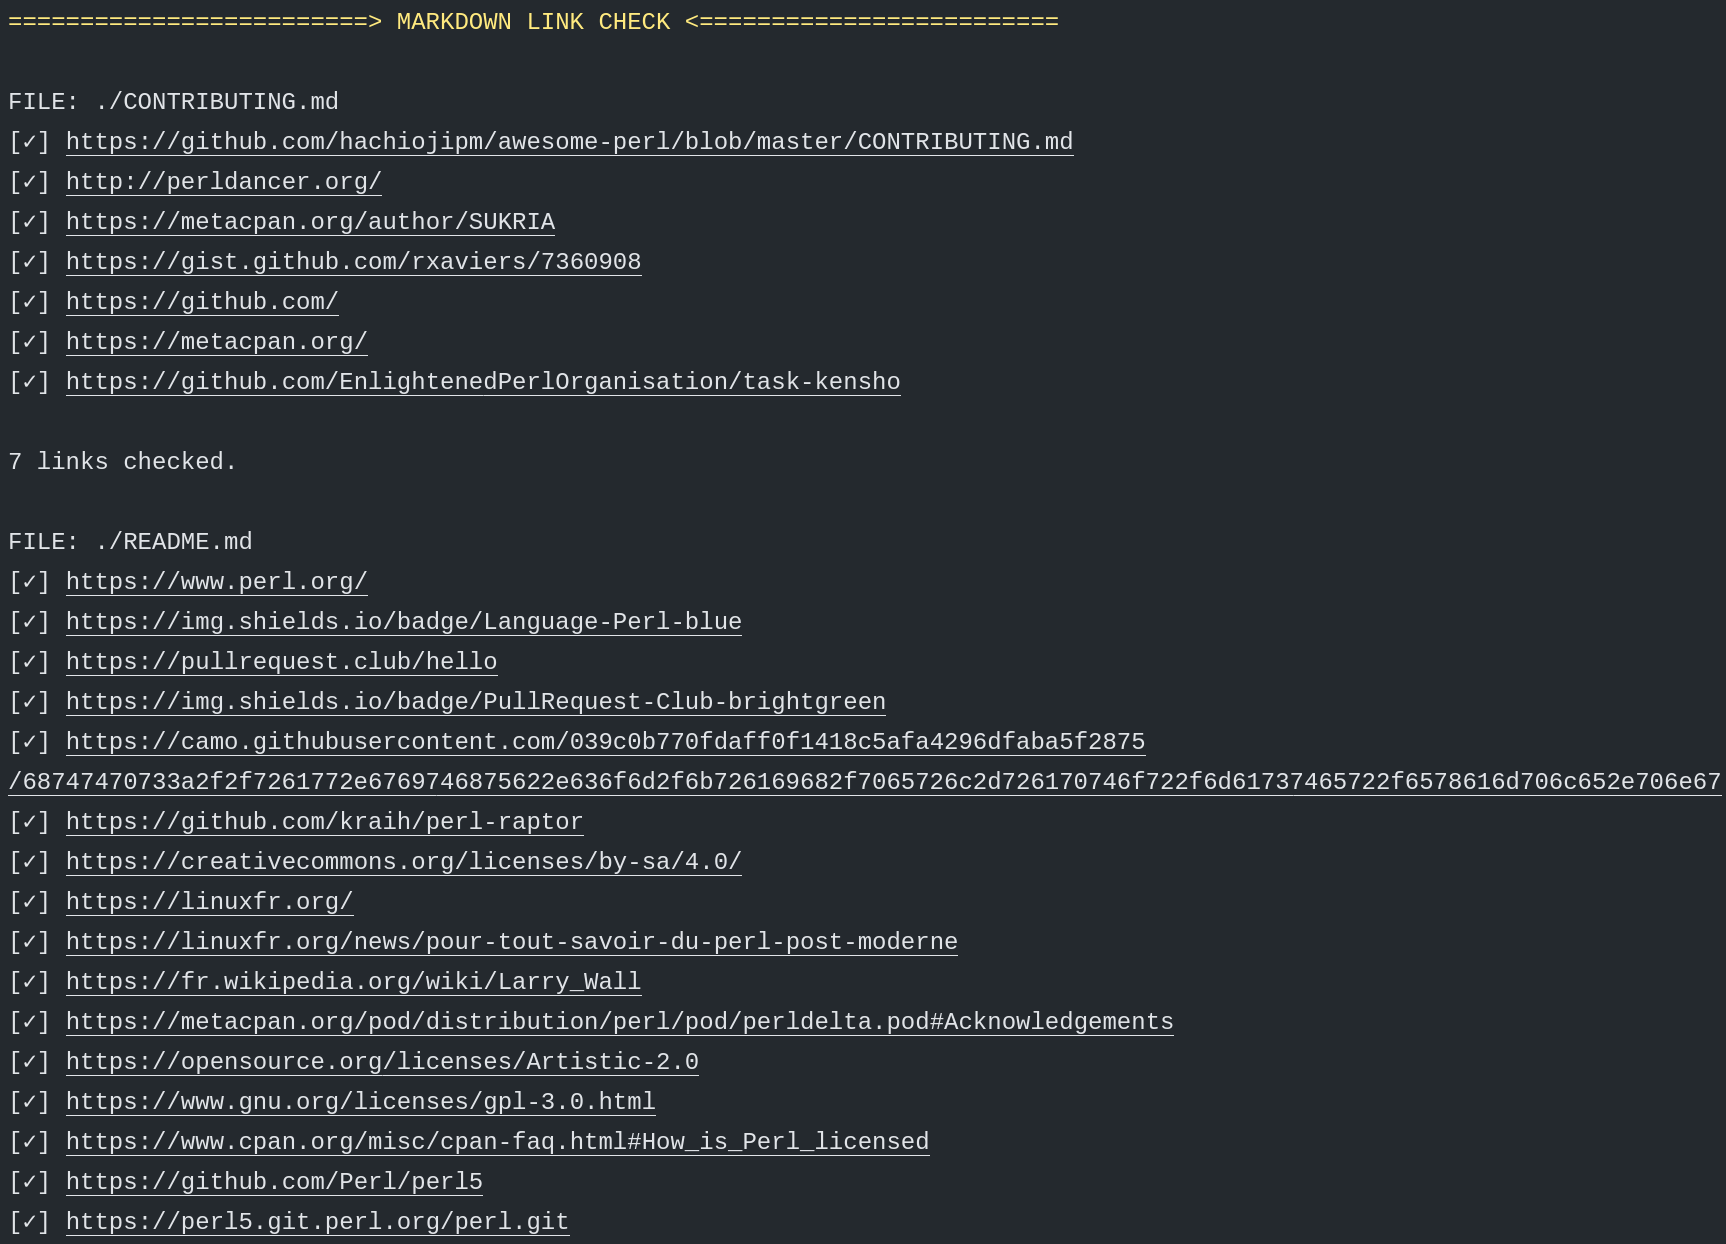 =========================> MARKDOWN LINK CHECK <=========================
FILE: ./CONTRIBUTING.md
[✓] https://github.com/hachiojipm/awesome-perl/blob/master/CONTRIBUTING.md
[✓] http://perldancer.org/
[✓] https://metacpan.org/author/SUKRIA
[✓] https://gist.github.com/rxaviers/7360908
[✓] https://github.com/
[✓] https://metacpan.org/
[✓] https://github.com/EnlightenedPerlOrganisation/task-kensho
7 links checked.
FILE: ./README.md
[✓] https://www.perl.org/
[✓] https://img.shields.io/badge/Language-Perl-blue
[✓] https://pullrequest.club/hello
[✓] https://img.shields.io/badge/PullRequest-Club-brightgreen
[✓] https://camo.githubusercontent.com/039c0b770fdaff0f1418c5afa4296dfaba5f2875
/68747470733a2f2f7261772e6769746875622e636f6d2f6b726169682f7065726c2d726170746f722f6d61737465722f6578616d706c652e706e67
[✓] https://github.com/kraih/perl-raptor
[✓] https://creativecommons.org/licenses/by-sa/4.0/
[✓] https://linuxfr.org/
[✓] https://linuxfr.org/news/pour-tout-savoir-du-perl-post-moderne
[✓] https://fr.wikipedia.org/wiki/Larry_Wall
[✓] https://metacpan.org/pod/distribution/perl/pod/perldelta.pod#Acknowledgements
[✓] https://opensource.org/licenses/Artistic-2.0
[✓] https://www.gnu.org/licenses/gpl-3.0.html
[✓] https://www.cpan.org/misc/cpan-faq.html#How_is_Perl_licensed
[✓] https://github.com/Perl/perl5
[✓] https://perl5.git.perl.org/perl.git